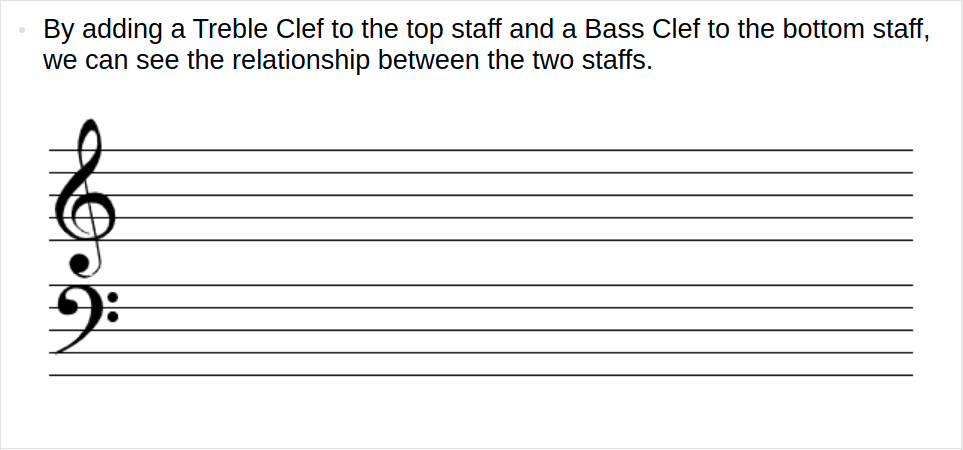 By adding a Treble Clef to the top staff and a Bass Clef to the bottom staff,
we can see the relationship between the two staffs.